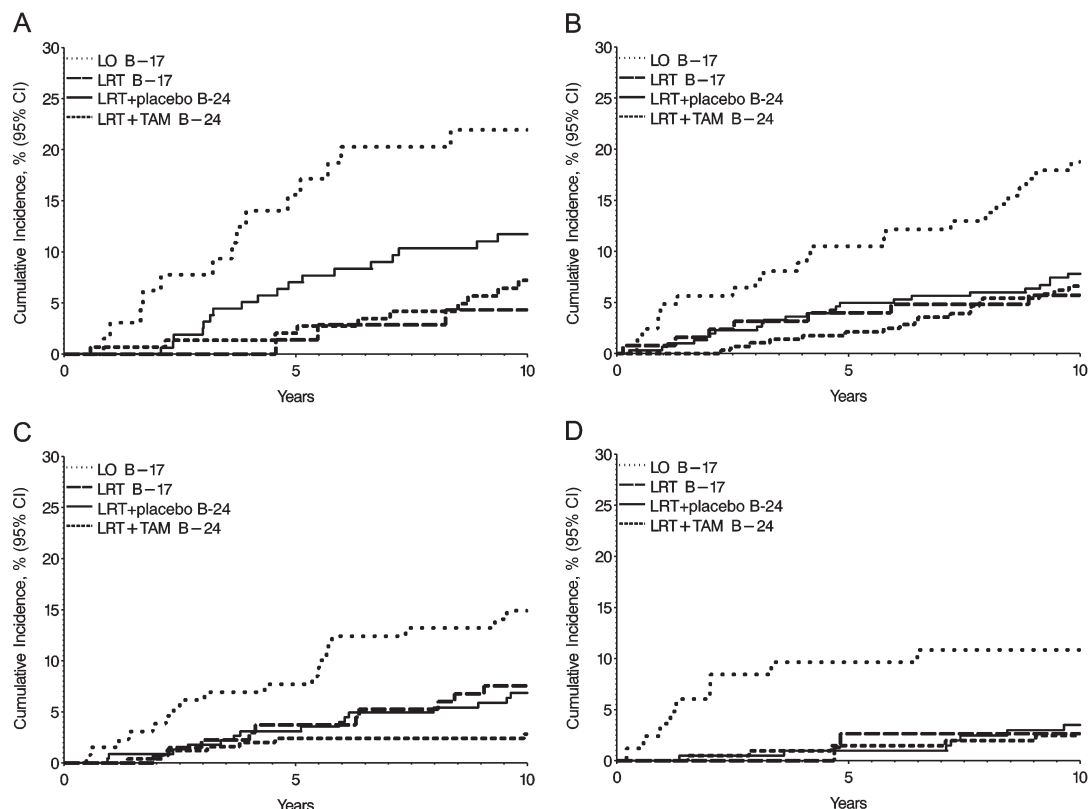 A
Cumulative Incidence, % (95% CI)
30
25
20
15
10
5
0
LO B-17
LRT B-17
LRT+placebo B-24
LRT+TAM B-24
0
5
10
Years
B
Cumulative Incidence, % (95% CI)
30
25
20
15
10
5
0
LO B-17
LRT B-17
LRT+placebo B-24
LRT+TAM B-24
0
5
10
Years
C
Cumulative Incidence, % (95% CI)
30
25
20
15
10
5
0
LO B-17
LRT B-17
LRT+placebo B-24
LRT+TAM B-24
0
5
10
Years
D
Cumulative Incidence, % (95% CI)
30
25
20
15
10
5
0
LO B-17
LRT B-17
LRT+placebo B-24
LRT+TAM B-24
0
5
10
Years